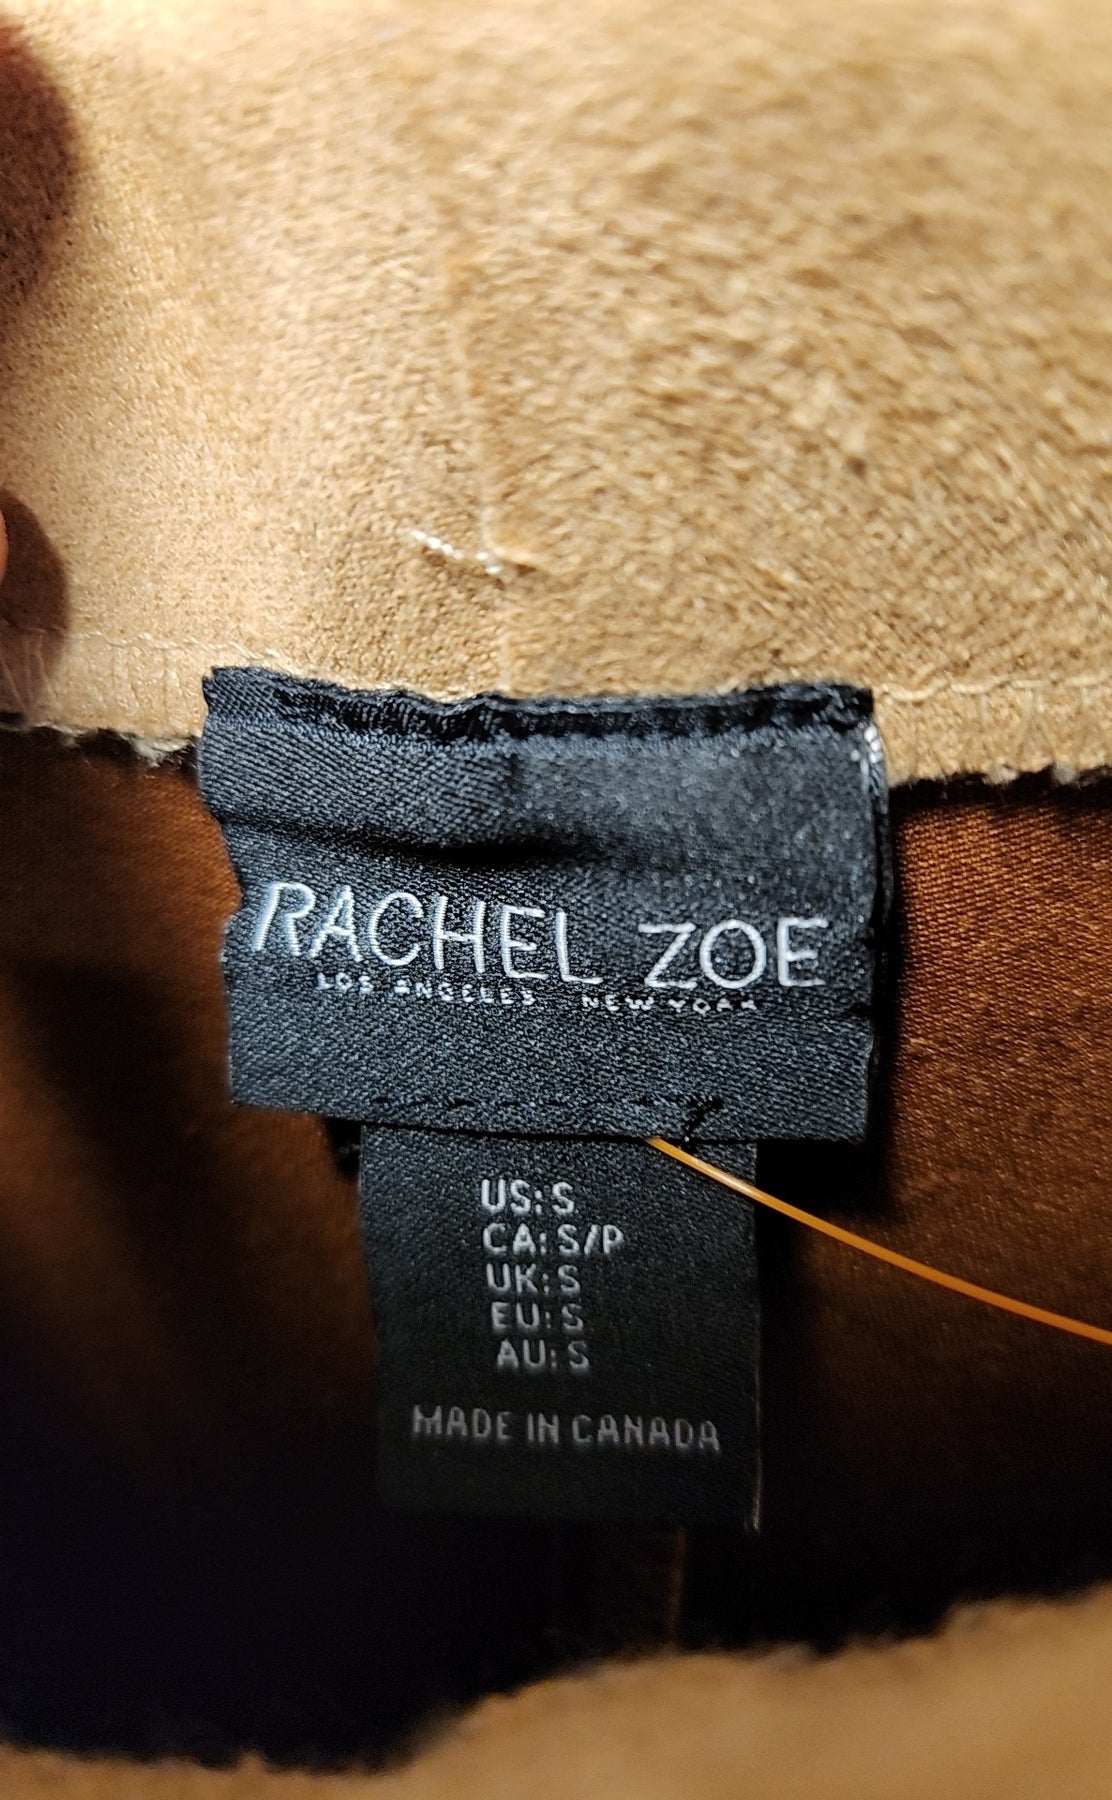 RACHEL ZOE
LOS ANGELES NEW YORK
US: S
CA: S/P
UK: S
EU: S
AU: S
MADE IN CANADA